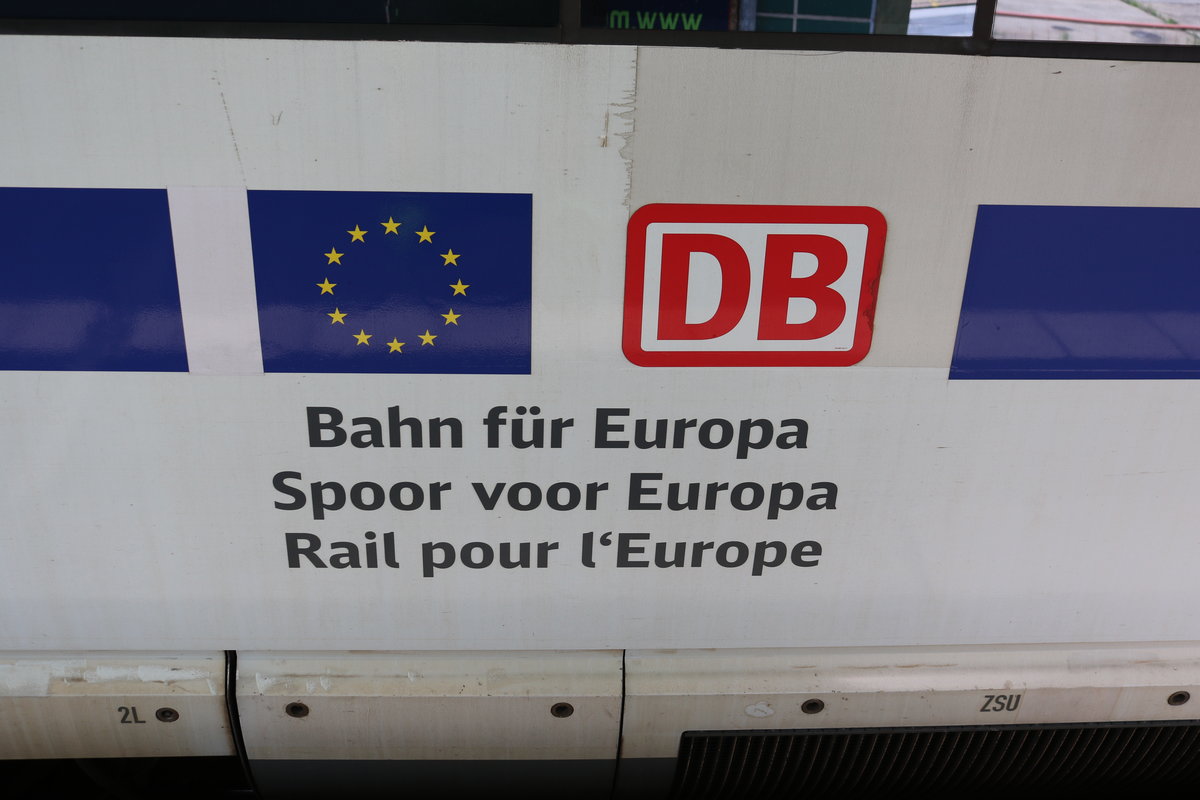 m www
DB
Bahn für Europa
Spoor voor Europa
Rail pour l‘Europe
2L
ZSU